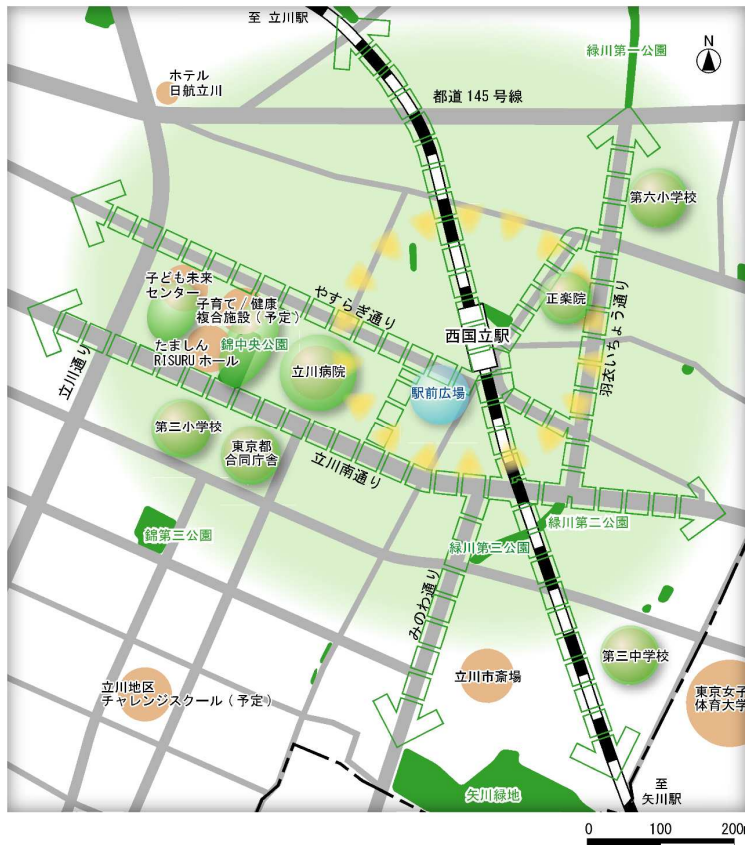 至 立川駅
緑川第一公園
N
ホテル
日航立川
都道145号線
第六小学校
子ども未来
センター
子育て/健康
複合施設(予定)
やすらぎ通り
正楽院
西国立駅
羽衣いちょう通り
たましん
RISURUホール
錦中央公園
立川病院
駅前広場
立川通り
第三小学校
東京都
合同庁舎
立川南通り
錦第三公園
緑川第三公園
緑川第二公園
みのわ通り
第三中学校
立川地区
チャレンジスクール(予定)
立川市斎場
東京女子
体育大学
矢川緑地
至
矢川駅
0 100 200m